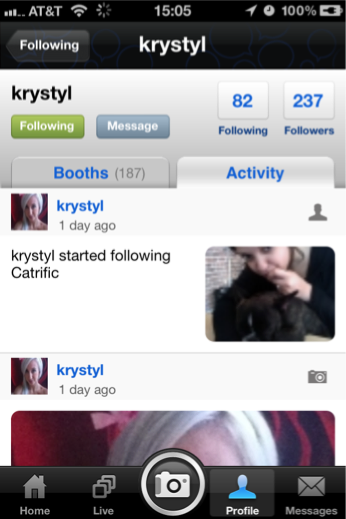 AT&T 15:05 100%
Following krystyl
krystyl
82 237
Following Message Following Followers
Booths (187) Activity
krystyl
1 day ago
krystyl started following
Catrific
krystyl
1 day ago
Home Live Profile Messages